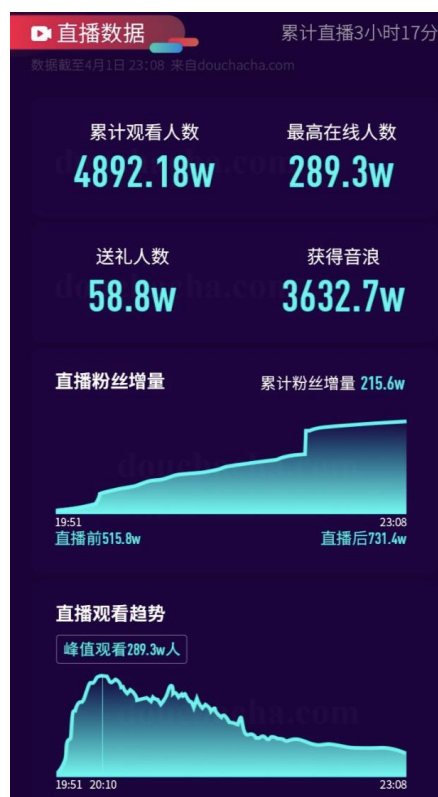 直播数据 累计直播3小时17分
数据截至4月1日 23:08 来自douchacha.com
累计观看人数 最高在线人数
4892.18w 289.3w
送礼人数 获得音浪
58.8w 3632.7w
直播粉丝增量 累计粉丝增量 215.6w
19:51 23:08
直播前515.8w 直播后731.4w
直播观看趋势
峰值观看289.3w人
19:51 20:10 23:08